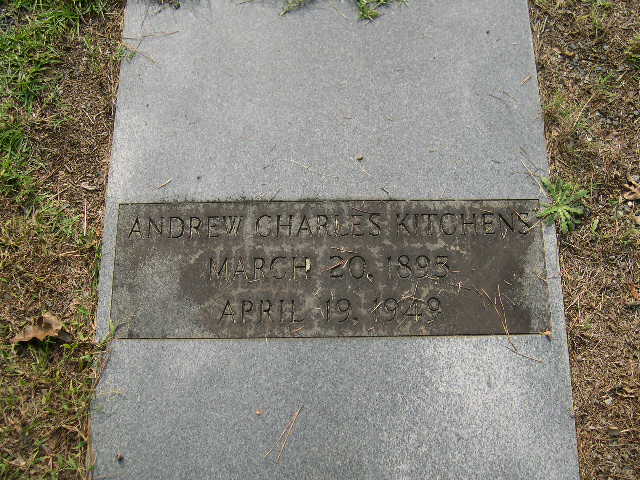 ANDREW CHARLES KITCHENS
MARCH 20, 1893
APRIL 19, 1949